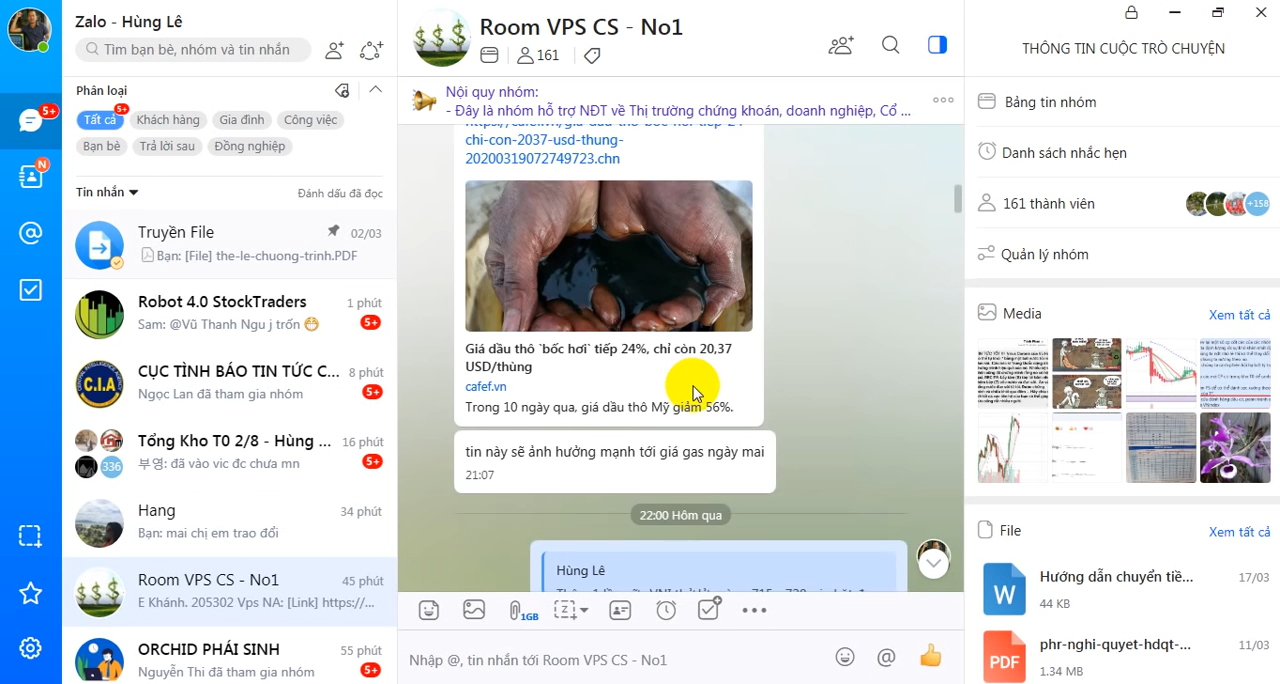 Zalo - Hùng Lê
Tìm bạn bè, nhóm và tin nhắn
5+
N
Phân loại
Tất cả
5+
Khách hàng
Gia đình
Công việc
Bạn bè
Trả lời sau
Đồng nghiệp
Tin nhắn
Đánh dấu đã đọc
Truyền File
02/03
Bạn: [File] the-le-chuong-trinh.PDF
Robot 4.0 StockTraders
1 phút
Sam: @Vũ Thanh Ngu j trốn
5+
C.I.A
CỤC TÌNH BÁO TIN TỨC C...
8 phút
Ngọc Lan đã tham gia nhóm
5+
Tổng Kho T0 2/8 - Hùng ...
16 phút
336
부영: đã vào vic đc chưa mn
5+
Hang
34 phút
Bạn: mai chị em trao đổi
Room VPS CS - No1
45 phút
E Khánh. 205302 Vps NA: [Link] https://...
ORCHID PHÁI SINH
55 phút
Nguyễn Thi đã tham gia nhóm
5+
Room VPS CS - No1
161
Nội quy nhóm:
- Đây là nhóm hỗ trợ NĐT về Thị trường chứng khoán, doanh nghiệp, Cổ ...
chi-con-2037-usd-thung-
20200319072749723.chn
Giá dầu thô `bốc hơi` tiếp 24%, chỉ còn 20,37
USD/thùng
cafef.vn
Trong 10 ngày qua, giá dầu thô Mỹ giảm 56%.
tin này sẽ ảnh hưởng mạnh tới giá gas ngày mai
21:07
22:00 Hôm qua
Hùng Lê
1GB
Nhập @, tin nhắn tới Room VPS CS - No1
THÔNG TIN CUỘC TRÒ CHUYỆN
Bảng tin nhóm
Danh sách nhắc hẹn
161 thành viên
+158
Quản lý nhóm
Media
Xem tất cả
File
Xem tất cả
W
Hướng dẫn chuyển tiề...
17/03
44 KB
PDF
phr-nghi-quyet-hdqt-...
11/03
1.34 MB